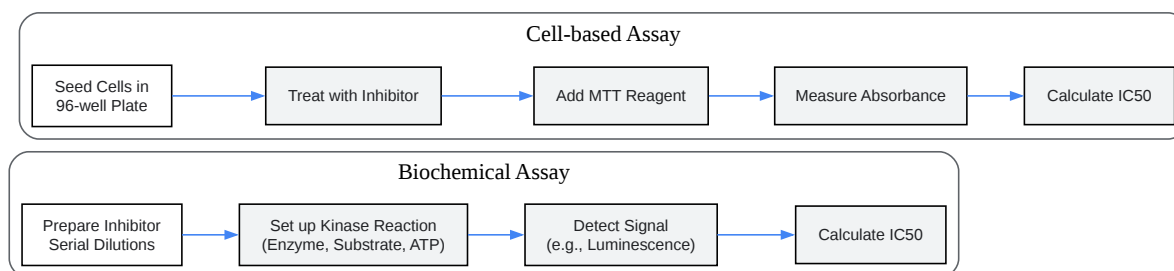 Cell-based Assay
Seed Cells in
96-well Plate
Treat with Inhibitor
Add MTT Reagent
Measure Absorbance
Calculate IC50
Biochemical Assay
Prepare Inhibitor
Serial Dilutions
Set up Kinase Reaction
(Enzyme, Substrate, ATP)
Detect Signal
(e.g., Luminescence)
Calculate IC50